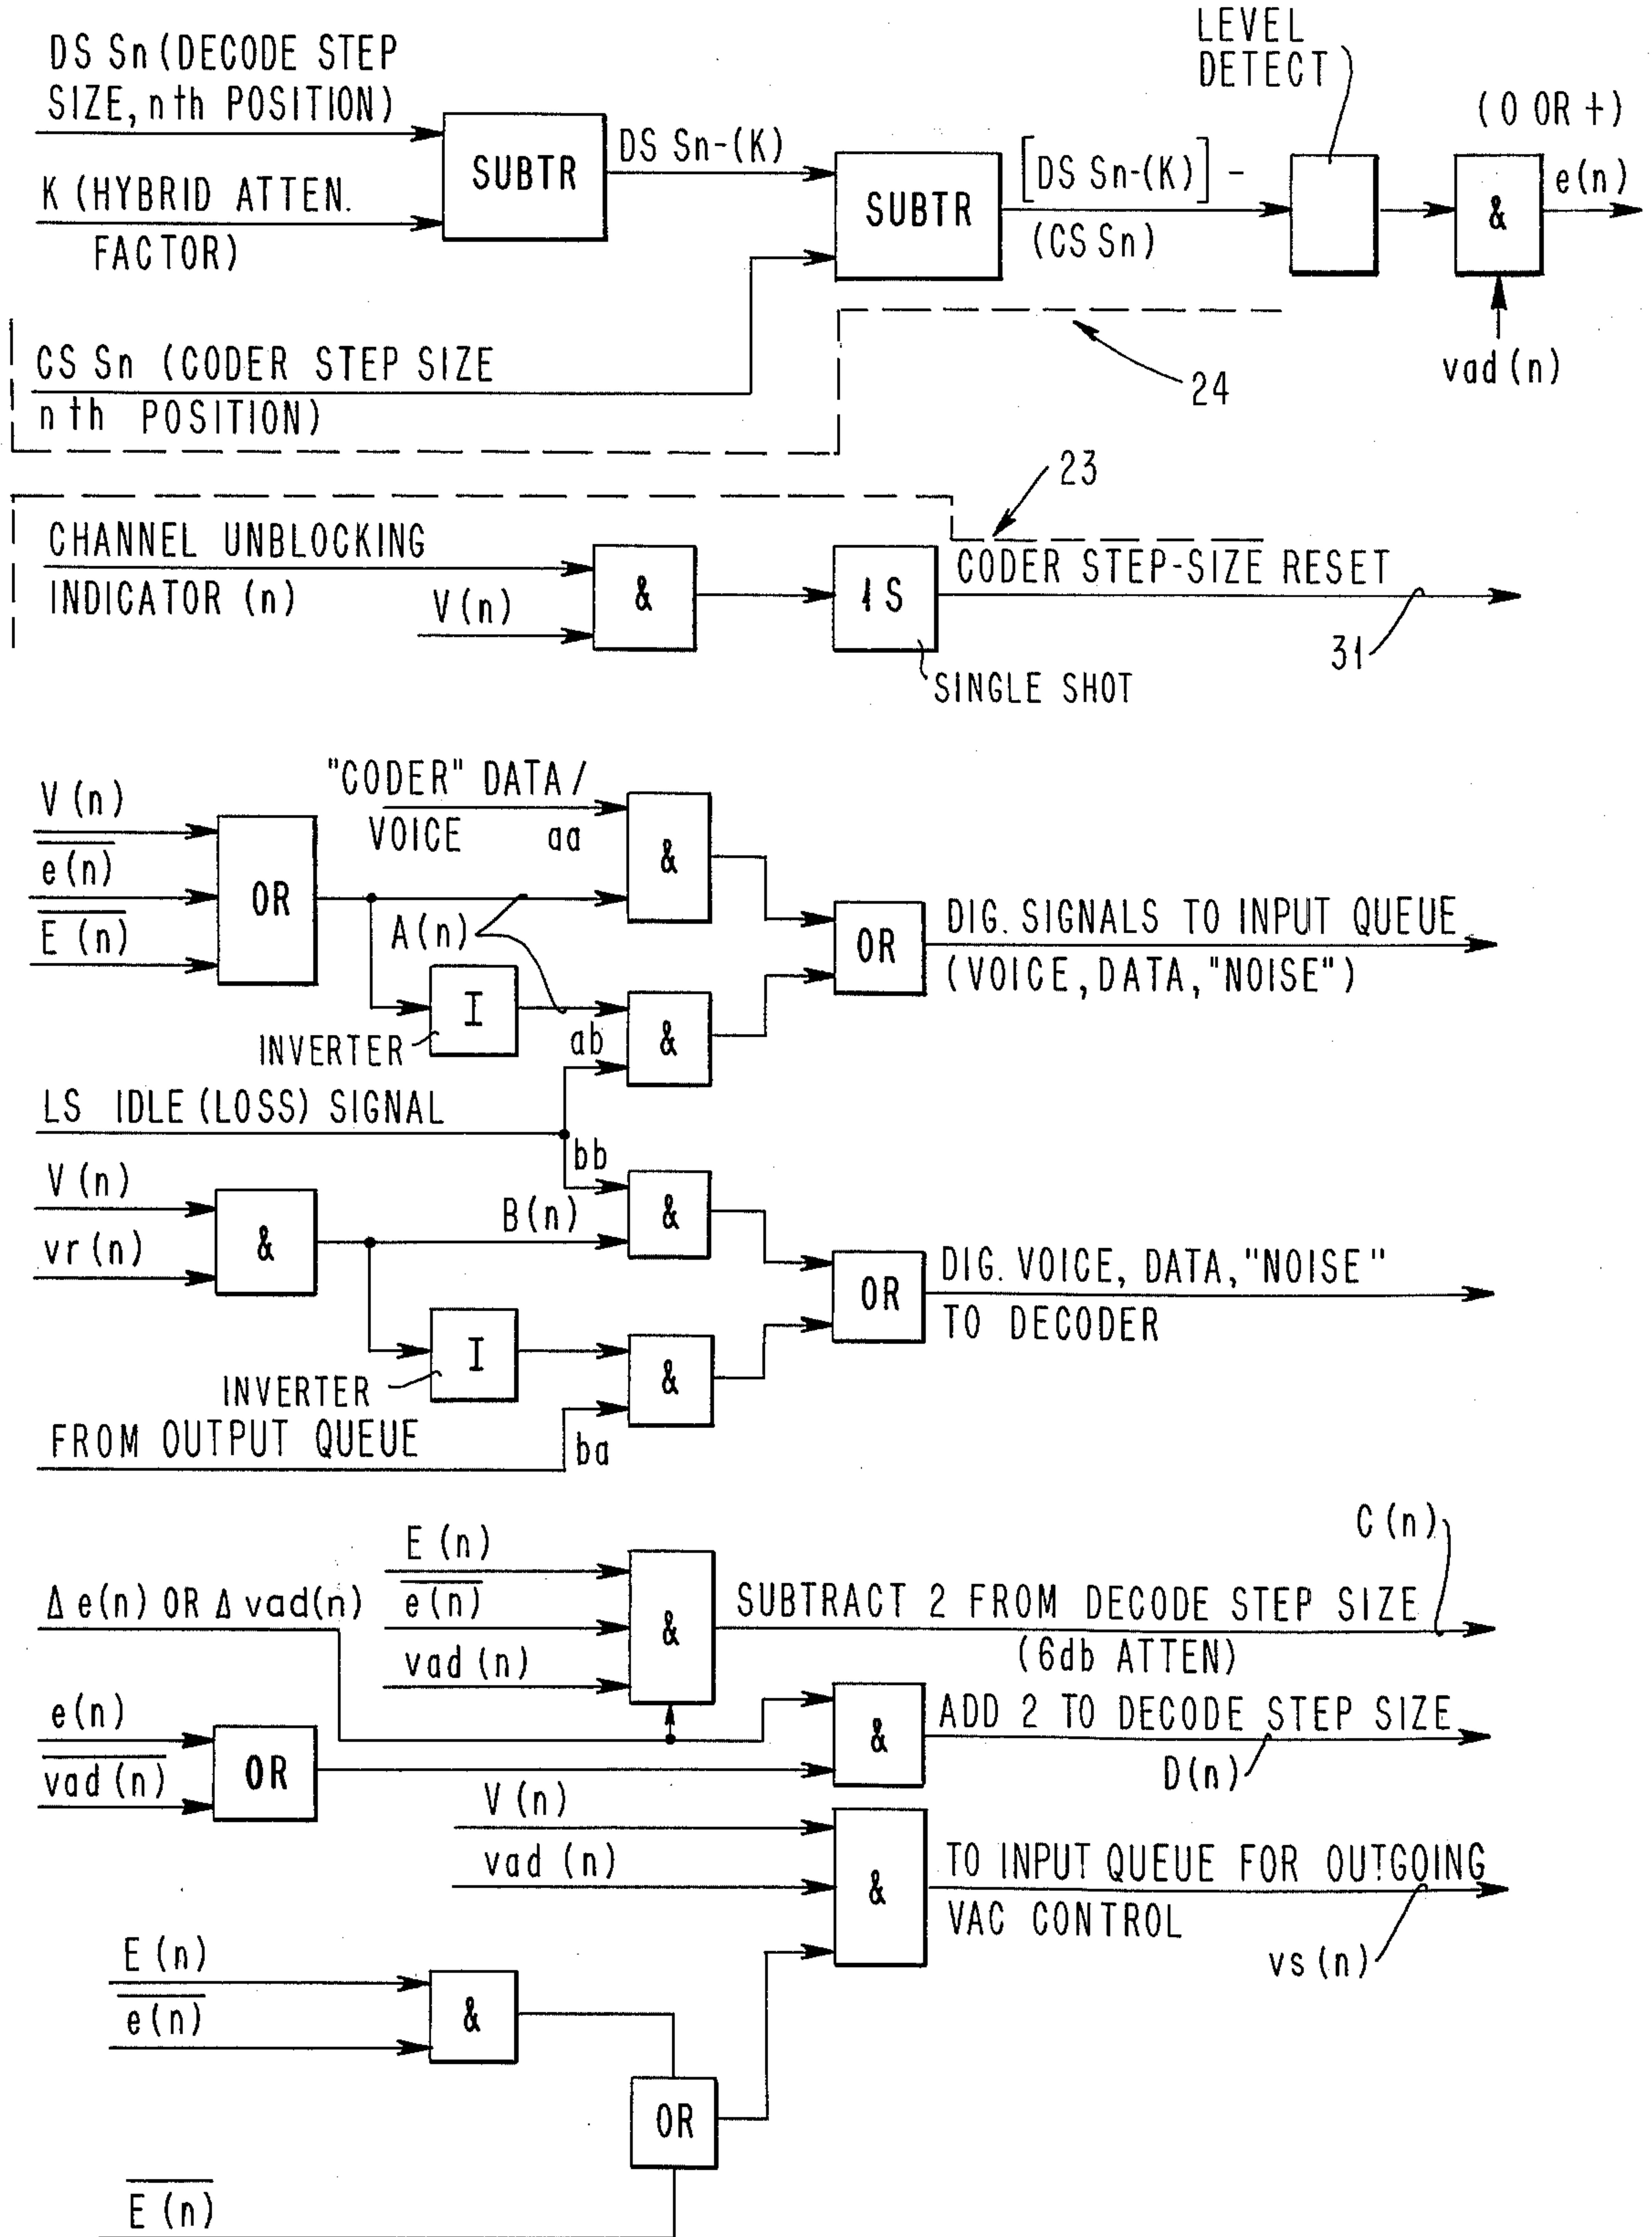 DS Sn (DECODE STEP
SIZE, nth POSITION)
K (HYBRID ATTEN.
FACTOR)
SUBTR
DS Sn-(K)
SUBTR
[DS Sn-(K)] -
(CS Sn)
LEVEL
DETECT
&
(0 OR +)
e(n)
vad(n)
CS Sn (CODER STEP SIZE
nth POSITION)
24
23
CHANNEL UNBLOCKING
INDICATOR (n)
V(n)
&
1S
SINGLE SHOT
CODER STEP-SIZE RESET
31
V(n)
e̅(̅n̅)̅
E̅(̅n̅)̅
OR
"CODER" DATA/
VOICE
aa
&
A(n)
I
INVERTER
ab
&
OR
DIG. SIGNALS TO INPUT QUEUE
(VOICE, DATA, "NOISE")
LS IDLE (LOSS) SIGNAL
bb
V(n)
vr(n)
&
B(n)
&
I
INVERTER
&
FROM OUTPUT QUEUE
ba
OR
DIG. VOICE, DATA, "NOISE"
TO DECODER
C(n)
E(n)
e̅(̅n̅)̅
vad(n)
&
Δe(n) OR Δvad(n)
SUBTRACT 2 FROM DECODE STEP SIZE
(6db ATTEN)
e(n)
v̅a̅d̅(̅n̅)̅
OR
&
ADD 2 TO DECODE STEP SIZE
D(n)
V(n)
vad(n)
&
TO INPUT QUEUE FOR OUTGOING
VAC CONTROL
vs(n)
E(n)
e̅(̅n̅)̅
&
OR
E̅(̅n̅)̅